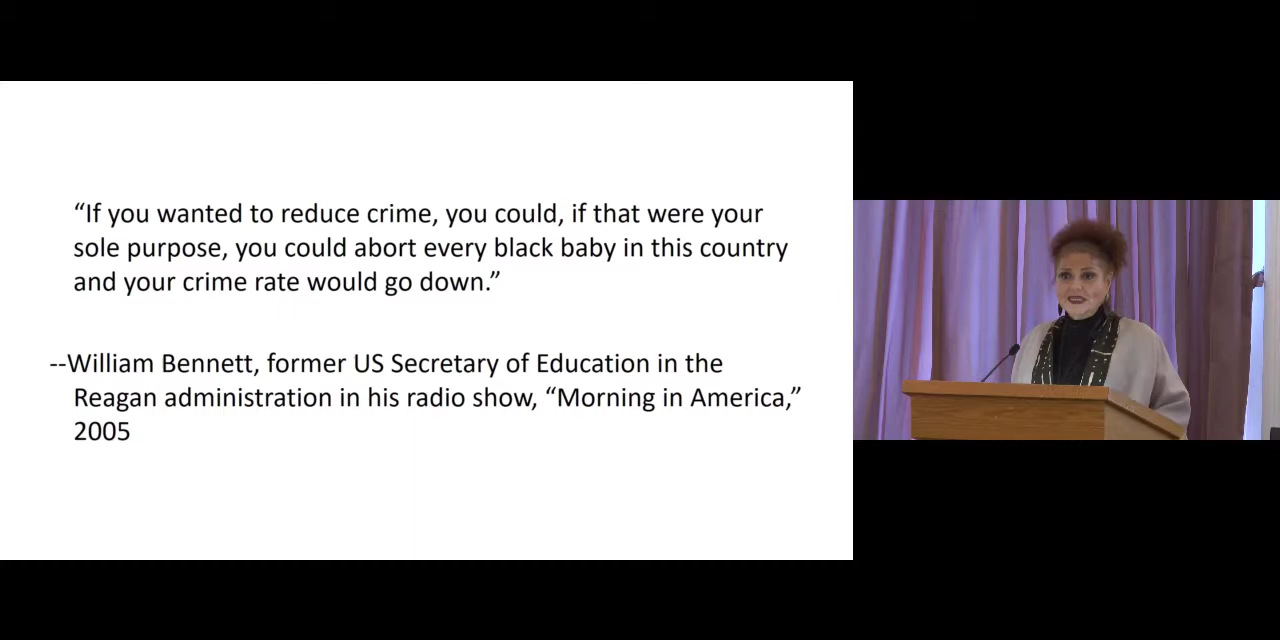 “If you wanted to reduce crime, you could, if that were your
sole purpose, you could abort every black baby in this country
and your crime rate would go down.”
--William Bennett, former US Secretary of Education in the
Reagan administration in his radio show, “Morning in America,”
2005